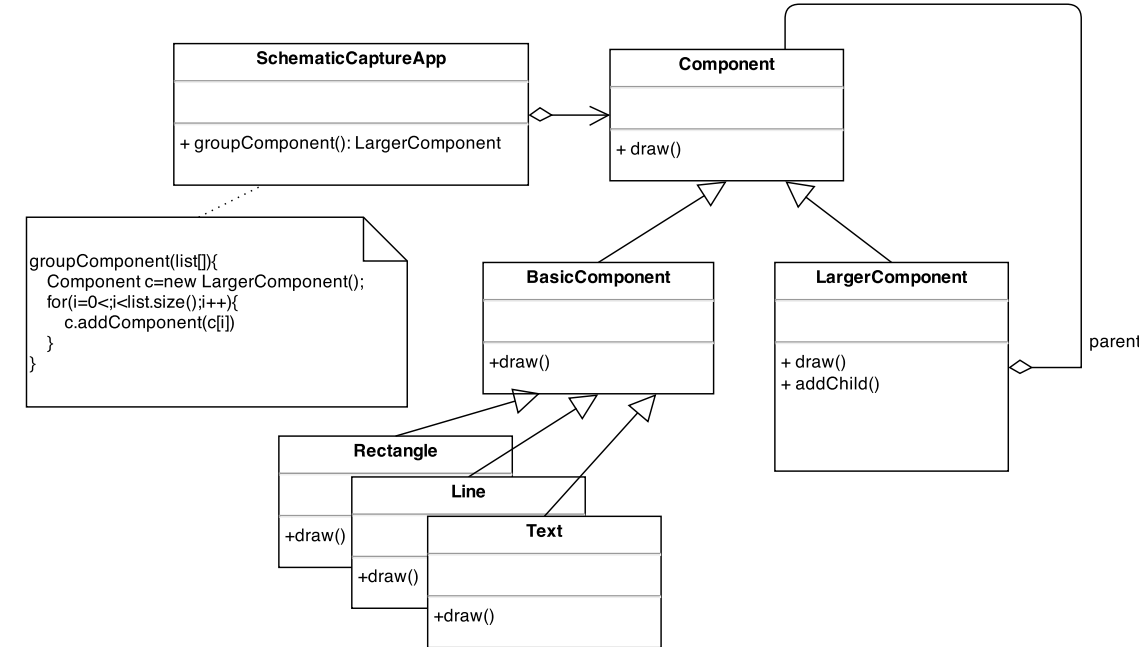 SchematicCaptureApp
+ groupComponent(): LargerComponent
Component
+ draw()
groupComponent(list[]){
Component c=new LargerComponent();
for(i=0<;i<list.size();i++){
c.addComponent(c[i])
}
}
BasicComponent
+draw()
LargerComponent
+ draw()
+ addChild()
parent
Rectangle
+draw()
Line
+draw()
Text
+draw()